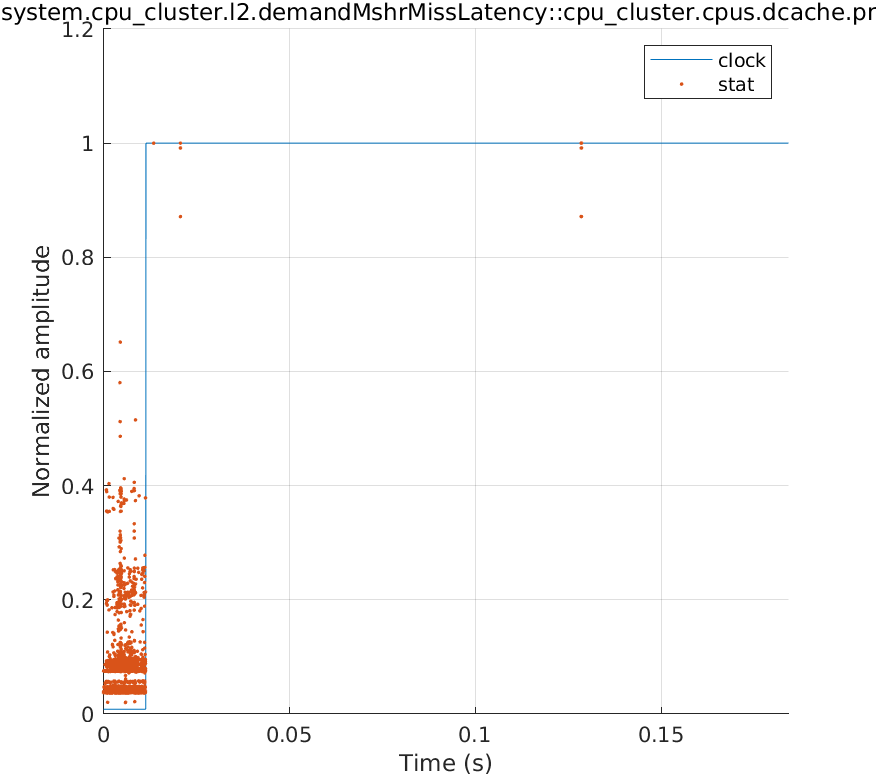 system.cpu_cluster.l2.demandMshrMissLatency::cpu_cluster.cpus.dcache.pr
1.2
1
0.8
0.6
0.4
0.2
0
0
0.05
0.1
0.15
Normalized amplitude
Time (s)
clock
stat